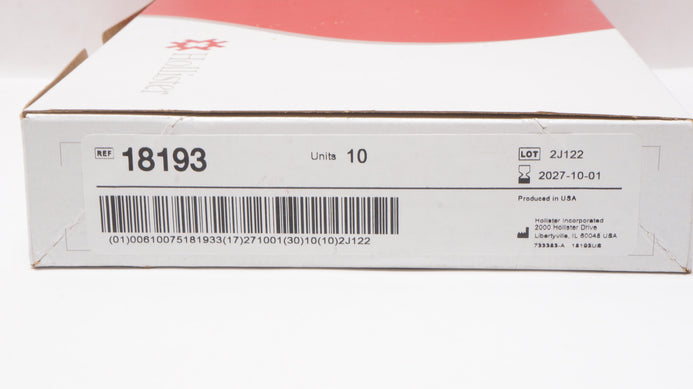 Hollister
REF 18193 Units 10 LOT 2J122
2027-10-01
Produced in USA
(01)00610075181933(17)271001(30)10(10)2J122
Hollister Incorporated
2000 Hollister Drive
Libertyville, IL 60048 USA
733383-A 18193US